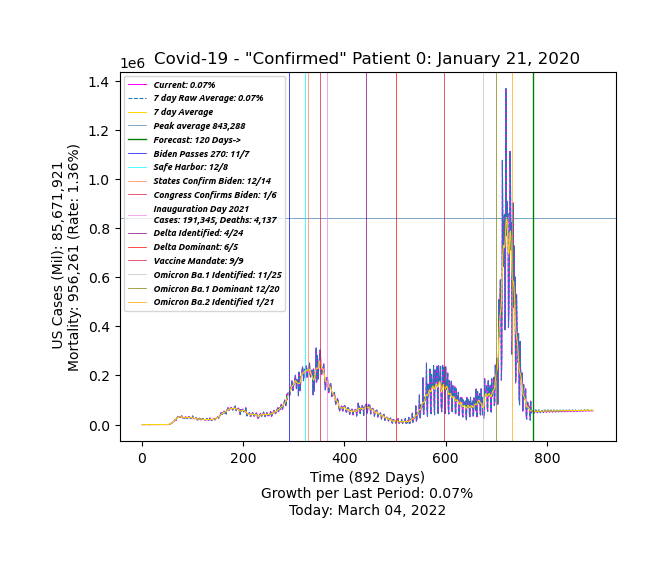 Covid-19 - "Confirmed" Patient 0: January 21, 2020
1e6
1.4
1.2
1.0
0.8
0.6
0.4
0.2
0.0
US Cases (Mil): 85,671,921
Mortality: 956,261 (Rate: 1.36%)
Current: 0.07%
7 day Raw Average: 0.07%
7 day Average
Peak average 843,288
Forecast: 120 Days->
Biden Passes 270: 11/7
Safe Harbor: 12/8
States Confirm Biden: 12/14
Congress Confirms Biden: 1/6
Inauguration Day 2021
Cases: 191,345, Deaths: 4,137
Delta Identified: 4/24
Delta Dominant: 6/5
Vaccine Mandate: 9/9
Omicron Ba.1 Identified: 11/25
Omicron Ba.1 Dominant 12/20
Omicron Ba.2 Identified 1/21
0 200 400 600 800
Time (892 Days)
Growth per Last Period: 0.07%
Today: March 04, 2022